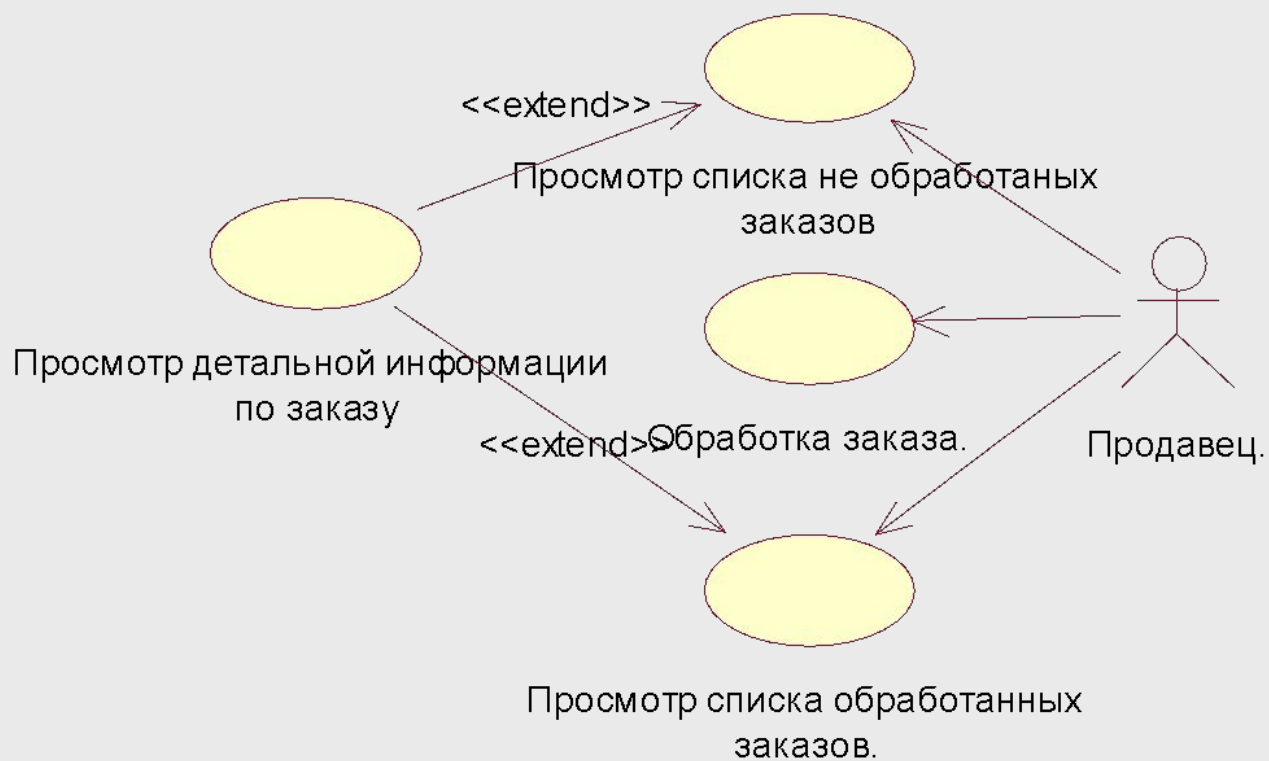 <<extend>>
Просмотр списка не обработаных
заказов
Просмотр детальной информации
по заказу
<<extend>>
Обработка заказа.
Продавец.
Просмотр списка обработанных
заказов.